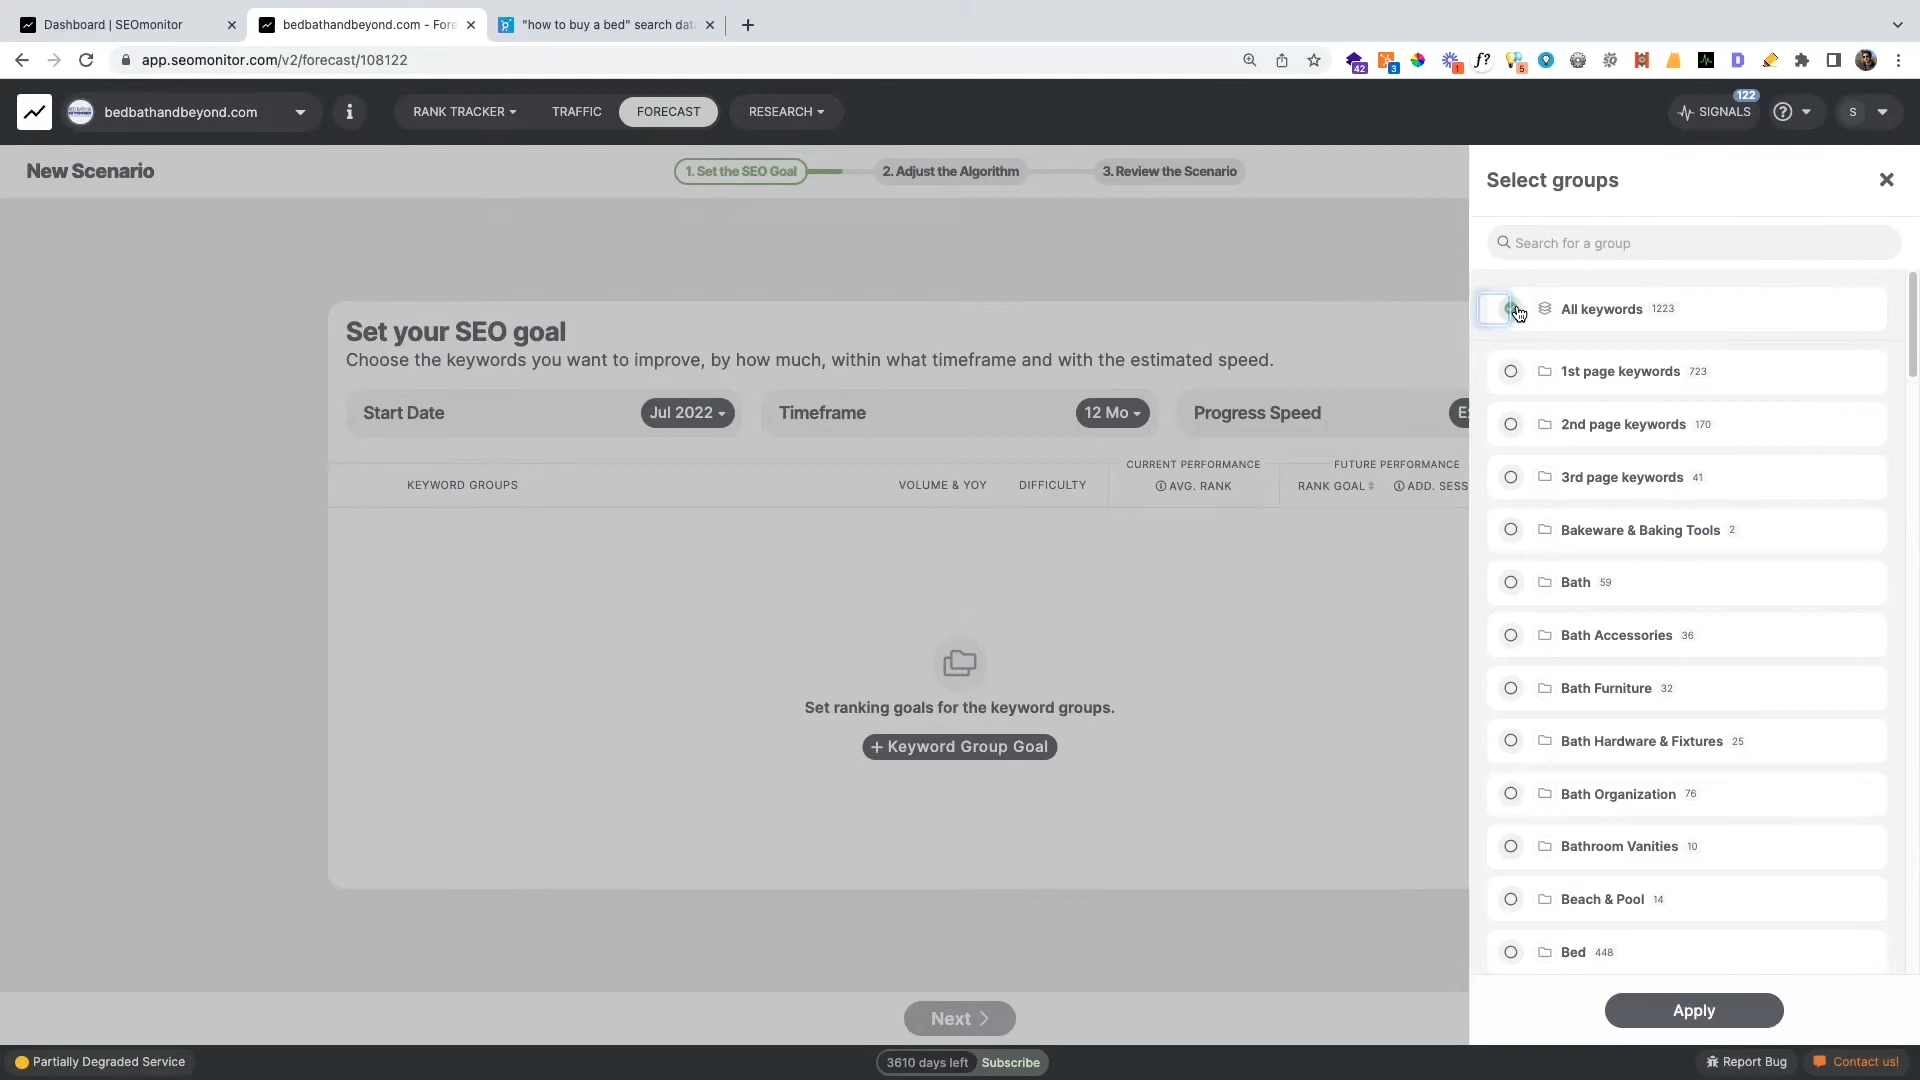 Dashboard | SEOmonitor
bedbathandbeyond.com - Fore
"how to buy a bed" search dat
app.seomonitor.com/v2/forecast/108122
42
3
1
f?
5
D
bedbathandbeyond.com
i
RANK TRACKER
TRAFFIC
FORECAST
RESEARCH
122
SIGNALS
?
S
New Scenario
1. Set the SEO Goal
2. Adjust the Algorithm
3. Review the Scenario
Select groups
Search for a group
All keywords 1223
Set your SEO goal
Choose the keywords you want to improve, by how much, within what timeframe and with the estimated speed.
Start Date
Jul 2022
Timeframe
12 Mo
Progress Speed
CURRENT PERFORMANCE
FUTURE PERFORMANCE
KEYWORD GROUPS
VOLUME & YOY
DIFFICULTY
AVG. RANK
RANK GOAL
ADD. SESS
Set ranking goals for the keyword groups.
+ Keyword Group Goal
1st page keywords 723
2nd page keywords 170
3rd page keywords 41
Bakeware & Baking Tools 2
Bath 59
Bath Accessories 36
Bath Furniture 32
Bath Hardware & Fixtures 25
Bath Organization 76
Bathroom Vanities 10
Beach & Pool 14
Bed 448
Apply
Next
Partially Degraded Service
3610 days left
Subscribe
Report Bug
Contact us!